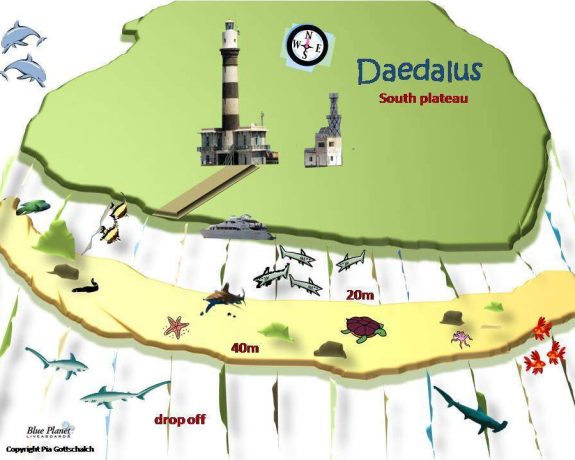 N
W E
S
Daedalus
South plateau
20m
40m
drop off
Blue Planet
LIVEABOARDS
Copyright Pia Gottschalch